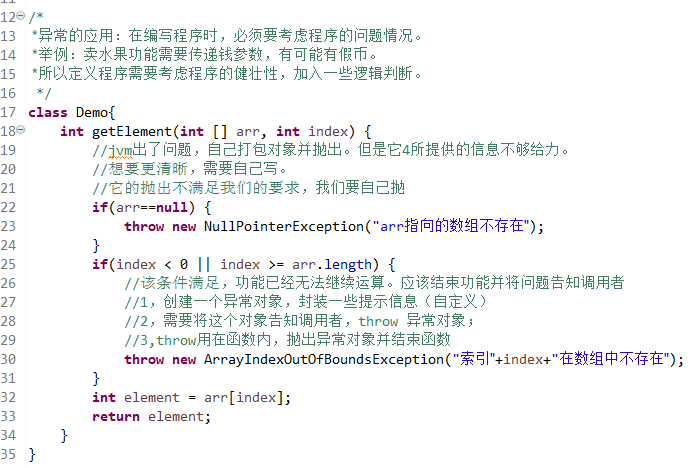 12 /*
13 *异常的应用：在编写程序时，必须要考虑程序的问题情况。
14 *举例：卖水果功能需要传递钱参数，有可能有假币。
15 *所以定义程序需要考虑程序的健壮性，加入一些逻辑判断。
16 */
17 class Demo{
18 int getElement(int [] arr, int index) {
19 //jvm出了问题，自己打包对象并抛出。但是它4所提供的信息不够给力。
20 //想要更清晰，需要自己写。
21 //它的抛出不满足我们的要求，我们要自己抛
22 if(arr==null) {
23 throw new NullPointerException("arr指向的数组不存在");
24 }
25 if(index < 0 || index >= arr.length) {
26 //该条件满足，功能已经无法继续运算。应该结束功能并将问题告知调用者
27 //1，创建一个异常对象，封装一些提示信息（自定义）
28 //2，需要将这个对象告知调用者，throw 异常对象；
29 //3,throw用在函数内，抛出异常对象并结束函数
30 throw new ArrayIndexOutOfBoundsException("索引"+index+"在数组中不存在");
31 }
32 int element = arr[index];
33 return element;
34 }
35 }